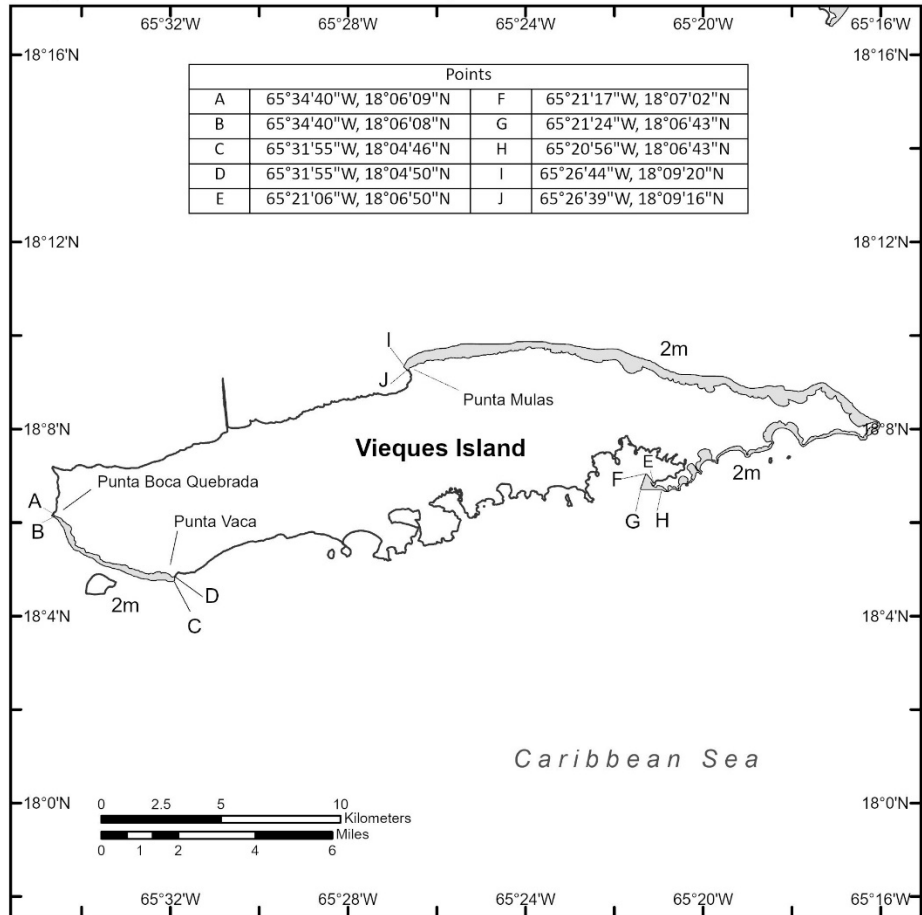 65°32'W 65°28'W 65°24'W 65°20'W 65°16'W
18°16'N 18°16'N
Points
A 65°34'40"W, 18°06'09"N F 65°21'17"W, 18°07'02"N
B 65°34'40"W, 18°06'08"N G 65°21'24"W, 18°06'43"N
C 65°31'55"W, 18°04'46"N H 65°20'56"W, 18°06'43"N
D 65°31'55"W, 18°04'50"N I 65°26'44"W, 18°09'20"N
E 65°21'06"W, 18°06'50"N J 65°26'39"W, 18°09'16"N
18°12'N 18°12'N
I
2m
J
Punta Mulas
18°8'N 18°8'N
Vieques Island
E
2m
F
Punta Boca Quebrada
A
G H
Punta Vaca
B
D
2m
C
18°4'N 18°4'N
Caribbean Sea
18°0'N 18°0'N
0 2.5 5 10
Kilometers
Miles
0 1 2 4 6
65°32'W 65°28'W 65°24'W 65°20'W 65°16'W